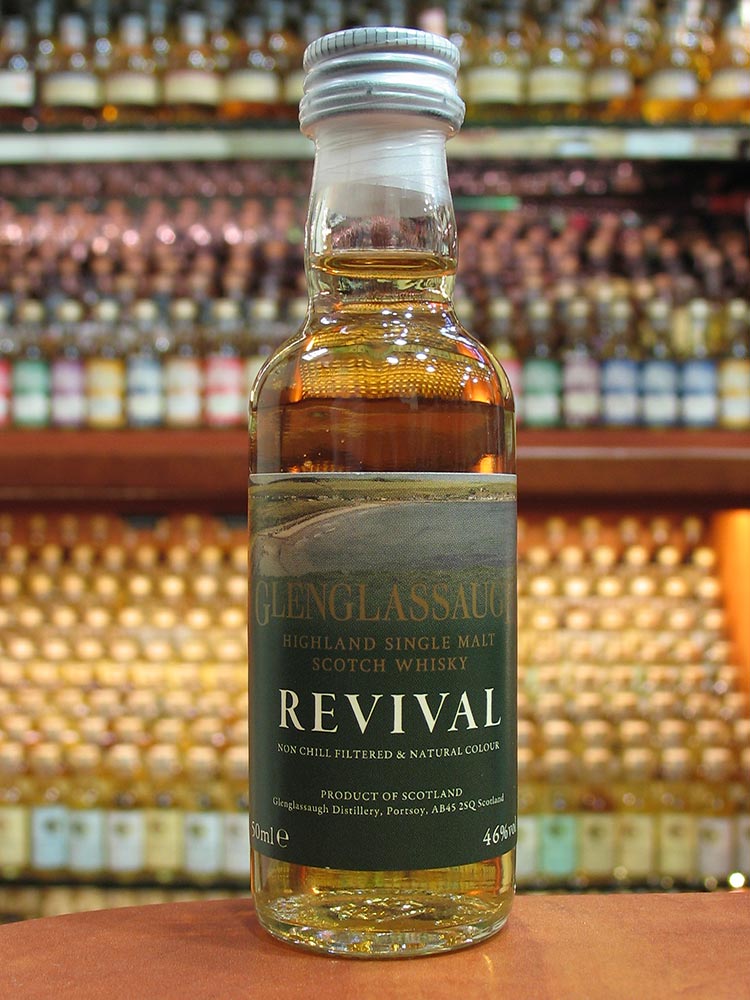 GLENGLASSAUGH
HIGHLAND SINGLE MALT
SCOTCH WHISKY
REVIVAL
NON CHILL FILTERED & NATURAL COLOUR
PRODUCT OF SCOTLAND
Glenglassaugh Distillery, Portsoy, AB45 2SQ Scotland
50ml e 46%vol